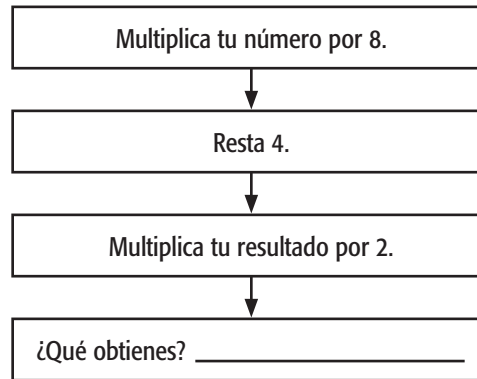 Multiplica tu número por 8.
Resta 4.
Multiplica tu resultado por 2.
¿Qué obtienes?